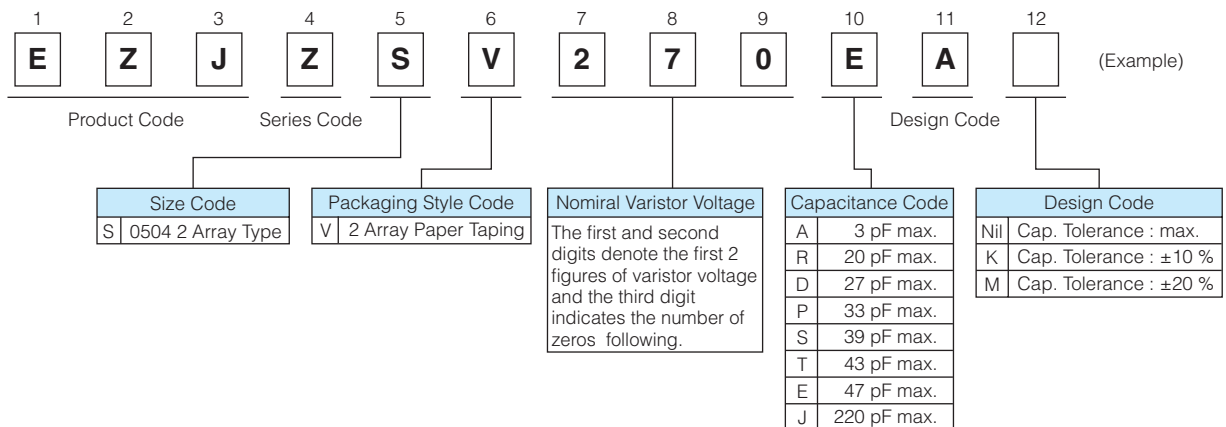 1 2 3 4 5 6 7 8 9 10 11 12
E Z J Z S V 2 7 0 E A (Example)
Product Code Series Code Design Code
Size Code
S 0504 2 Array Type
Packaging Style Code
V 2 Array Paper Taping
Nomiral Varistor Voltage
The first and second
digits denote the first 2
figures of varistor voltage
and the third digit
indicates the number of
zeros following.
Capacitance Code
A 3 pF max.
R 20 pF max.
D 27 pF max.
P 33 pF max.
S 39 pF max.
T 43 pF max.
E 47 pF max.
J 220 pF max.
Design Code
Nil Cap. Tolerance : max.
K Cap. Tolerance : ±10 %
M Cap. Tolerance : ±20 %